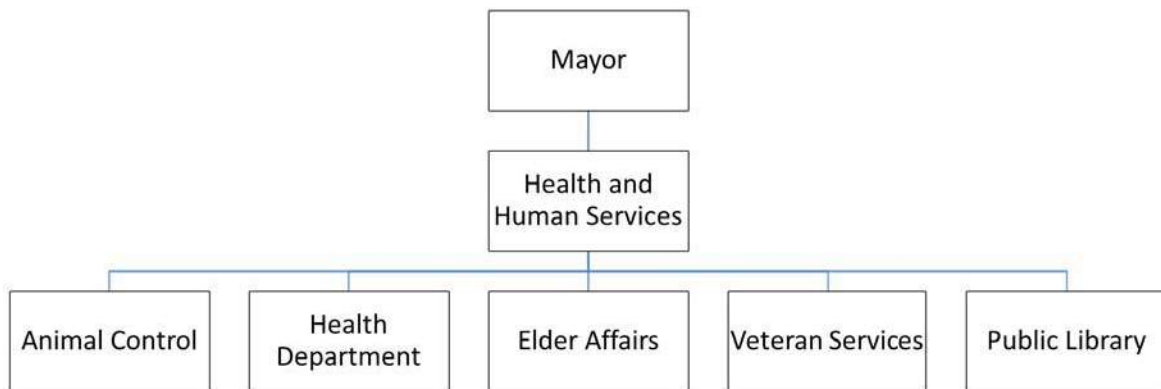 Mayor
Health and
Human Services
Animal Control
Health
Department
Elder Affairs
Veteran Services
Public Library